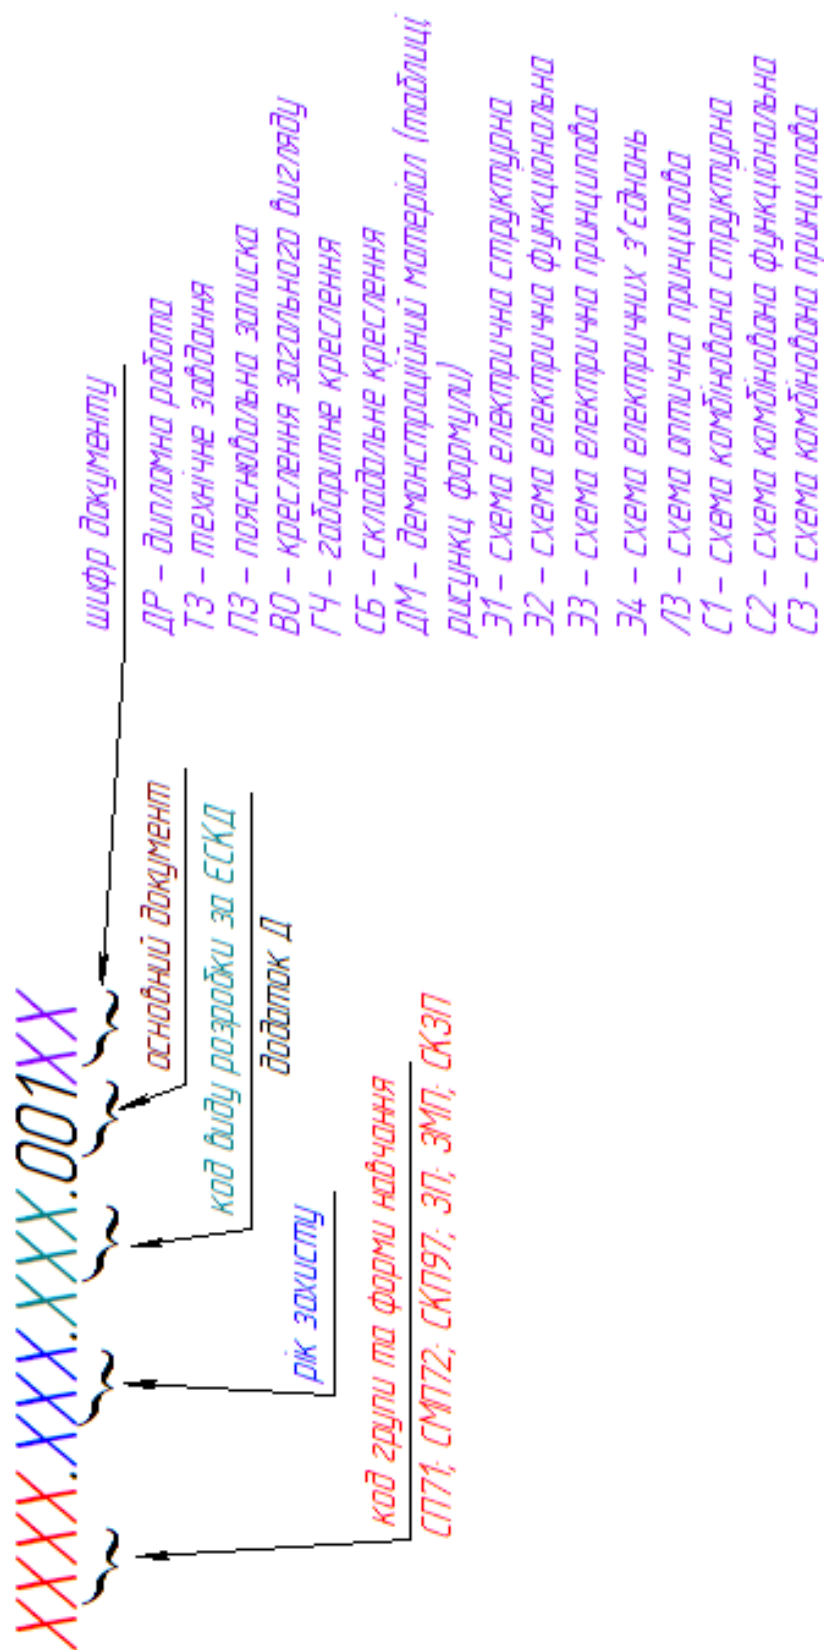 XXXX.XXX.XXX.001XX
шифр документу
ДР – дипломна робота
ТЗ – технічне завдання
ПЗ – пояснювальна записка
ВО – креслення загального вигляду
ГЧ – габаритне креслення
СБ – складальне креслення
ДМ – демонстраційний матеріал (таблиці,
рисунки, формули)
Э1 – схема електрична структурна
Э2 – схема електрична функціональна
Э3 – схема електрична принципова
Э4 – схема електричних з'єднань
Л3 – схема оптична принципова
С1 – схема комбінована структурна
С2 – схема комбінована функціональна
С3 – схема комбінована принципова
основний документ
код виду розробки за ЕСКД
додаток Д
рік захисту
код групи та форми навчання
СП71; СМП72; СКП97; ЗП; ЗМП; СКЗП